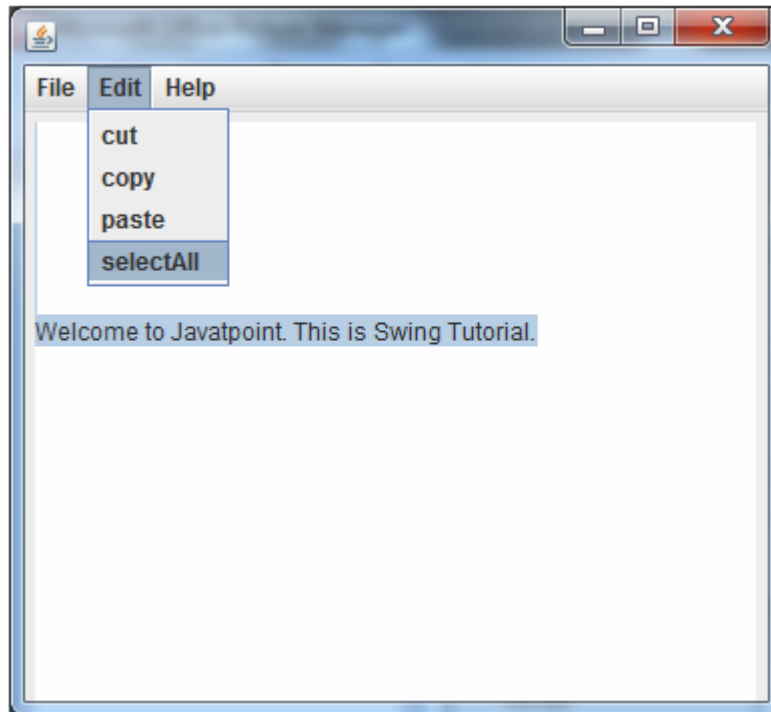 File Edit Help
cut
copy
paste
selectAll
Welcome to Javatpoint. This is Swing Tutorial.